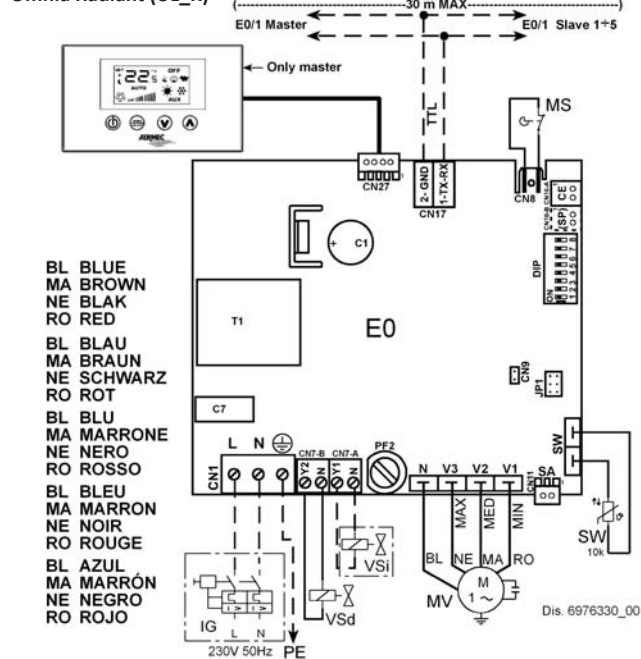 Omnia Radiant (UL_R)
30 m MAX
E0/1 Master
E0/1 Slave 1÷5
Only master
22 5
OFF
AUTO
AUX
AERMEC
TTL
MS
CN27
2- GND
1-TX-RX
CN17
CN8
CN10-A
CE
CN10-B
(SP)
DIP
ON
1 2 3 4 5 6 7 8
C1
T1
E0
C7
CN9
JP1
BL BLUE
MA BROWN
NE BLAK
RO RED
BL BLAU
MA BRAUN
NE SCHWARZ
RO ROT
BL BLU
MA MARRONE
NE NERO
RO ROSSO
BL BLEU
MA MARRON
NE NOIR
RO ROUGE
BL AZUL
MA MARRÓN
NE NEGRO
RO ROJO
L N
CN1
CN7-B CN7-A
Y2 N Y1 N
PF2
N V3 V2 V1
CN11
SA
SW
MAX MED MIN
BL NE MA RO
SW
10k
VSi
VSd
IG
L N
230V 50Hz
PE
MV
M
1 ~
Dis. 6976330_00